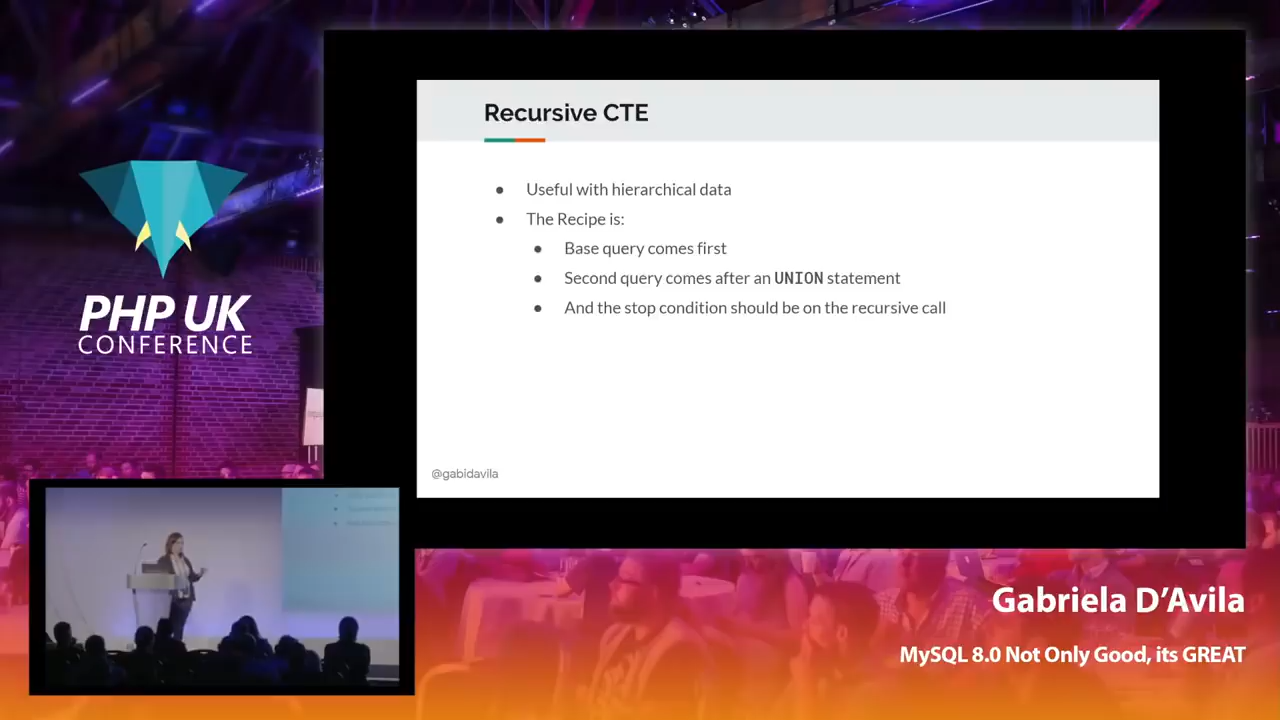 Recursive CTE
● Useful with hierarchical data
● The Recipe is:
● Base query comes first
● Second query comes after an UNION statement
● And the stop condition should be on the recursive call
@gabidavila
PHP UK
CONFERENCE
Gabriela D’Avila
MySQL 8.0 Not Only Good, its GREAT